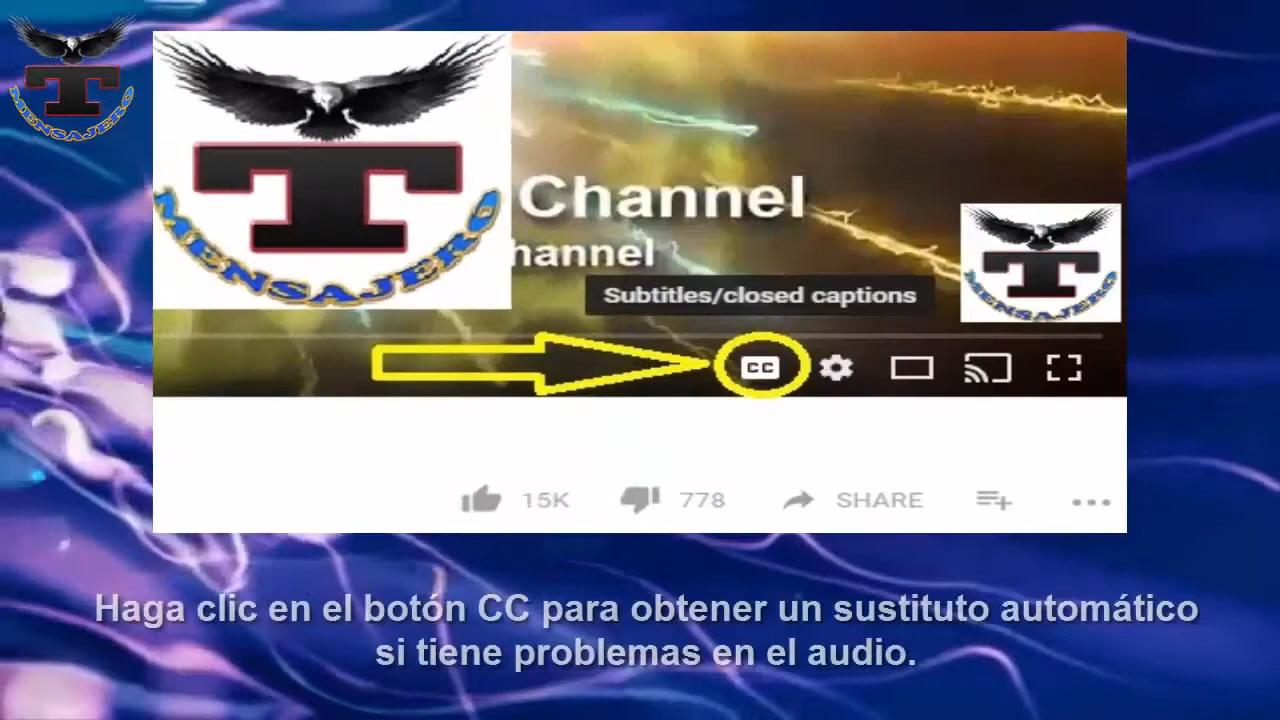 T
MENSAJERO
T
MENSAJERO
Channel
hannel
Subtitles/closed captions
T
MENSAJERO
CC
15K
778
SHARE
Haga clic en el botón CC para obtener un sustituto automático
si tiene problemas en el audio.